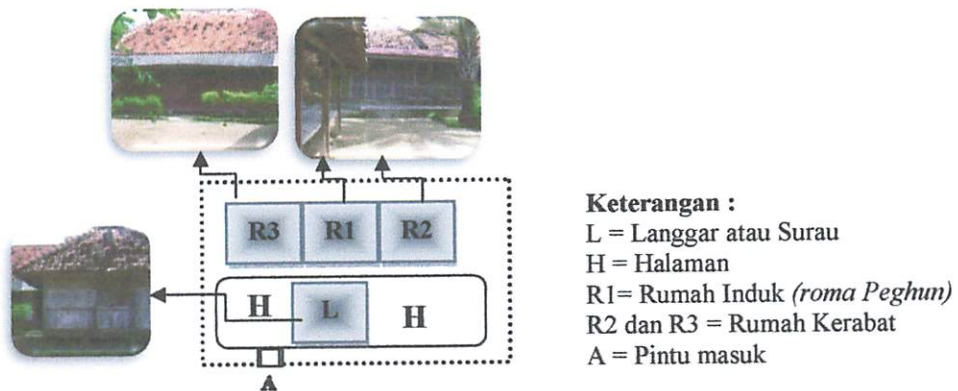 R3 R1 R2
H L H
A
Keterangan :
L = Langgar atau Surau
H = Halaman
R1= Rumah Induk (roma Peghun)
R2 dan R3 = Rumah Kerabat
A = Pintu masuk